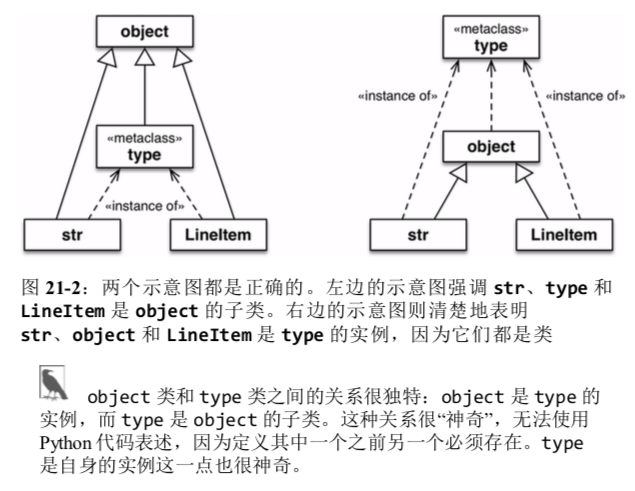 object
«metaclass»
type
«instance of»
str
LineItem
«metaclass»
type
«instance of»
«instance of»
object
str
LineItem
图 21-2：两个示意图都是正确的。左边的示意图强调 str、type 和
LineItem 是 object 的子类。右边的示意图则清楚地表明
str、object 和 LineItem 是 type 的实例，因为它们都是类
object 类和 type 类之间的关系很独特：object 是 type 的
实例，而 type 是 object 的子类。这种关系很“神奇”，无法使用
Python 代码表述，因为定义其中一个之前另一个必须存在。type
是自身的实例这一点也很神奇。